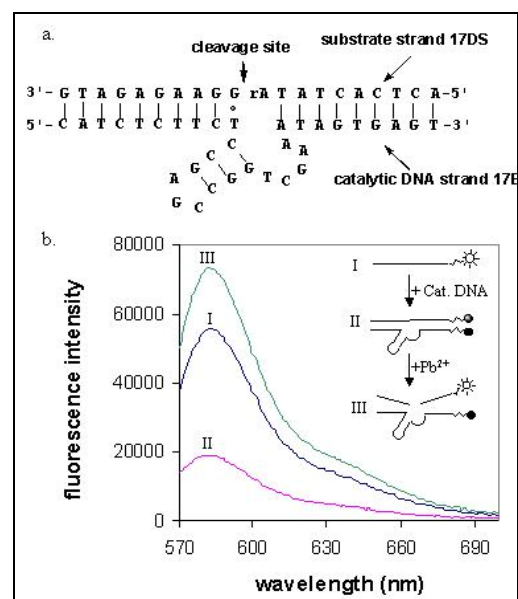 a.
cleavage site
substrate strand 17DS
3'- G T A G A G A A G G rA T A T C A C T C A-5'
5'- C A T C T C T T C T A T A G T G A G T -3'
C A
C G A
A G G T C G
G C
C
catalytic DNA strand 17E
b.
80000
60000
40000
20000
0
fluorescence intensity
III
I
II
I
+ Cat. DNA
II
+Pb2+
III
570 600 630 660 690
wavelength (nm)